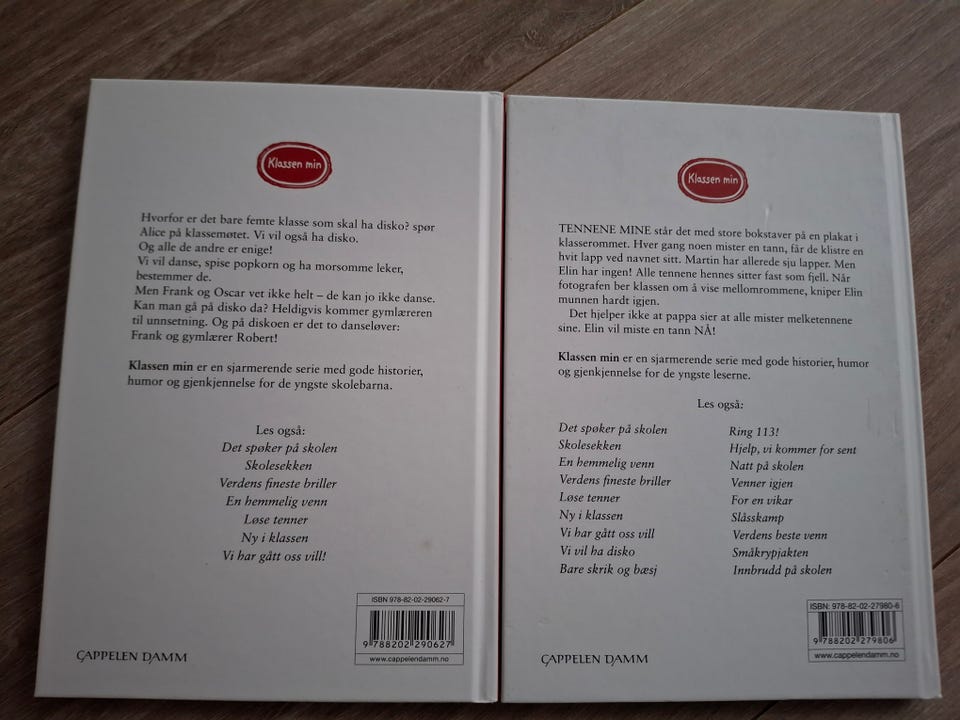 Klassen min
Hvorfor er det bare femte klasse som skal ha disko? spør
Alice på klassemøtet. Vi vil også ha disko.
Og alle de andre er enige!
Vi vil danse, spise popkorn og ha morsomme leker,
bestemmer de.
Men Frank og Oscar vet ikke helt – de kan jo ikke danse.
Kan man gå på disko da? Heldigvis kommer gymlæreren
til unnsetning. Og på diskoen er det to danseløver:
Frank og gymlærer Robert!
Klassen min er en sjarmerende serie med gode historier,
humor og gjenkjennelse for de yngste skolebarna.
Les også:
Det spøker på skolen
Skolesekken
Verdens fineste briller
En hemmelig venn
Løse tenner
Ny i klassen
Vi har gått oss vill!
ISBN 978-82-02-29062-7
9 788202 290627
www.cappelendamm.no
CAPPELEN DAMM
Klassen min
TENNENE MINE står det med store bokstaver på en plakat i
klasserommet. Hver gang noen mister en tann, får de klistre en
hvit lapp ved navnet sitt. Martin har allerede sju lapper. Men
Elin har ingen! Alle tennene hennes sitter fast som fjell. Når
fotografen ber klassen om å vise mellomrommene, kniper Elin
munnen hardt igjen.
Det hjelper ikke at pappa sier at alle mister melketennene
sine. Elin vil miste en tann NÅ!
Klassen min er en sjarmerende serie med gode historier, humor
og gjenkjennelse for de yngste leserne.
Les også:
Det spøker på skolen
Skolesekken
En hemmelig venn
Verdens fineste briller
Løse tenner
Ny i klassen
Vi har gått oss vill
Vi vil ha disko
Bare skrik og bæsj
Ring 113!
Hjelp, vi kommer for sent
Natt på skolen
Venner igjen
For en vikar
Slåsskamp
Verdens beste venn
Småkrypjakten
Innbrudd på skolen
ISBN: 978-82-02-27980-6
9 788202 279806
www.cappelendamm.no
CAPPELEN DAMM